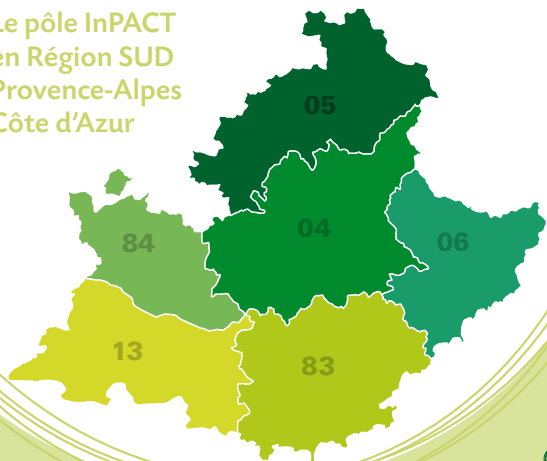 Le pôle InPACT
en Région SUD
Provence-Alpes
Côte d’Azur
05
04
84
06
13
83